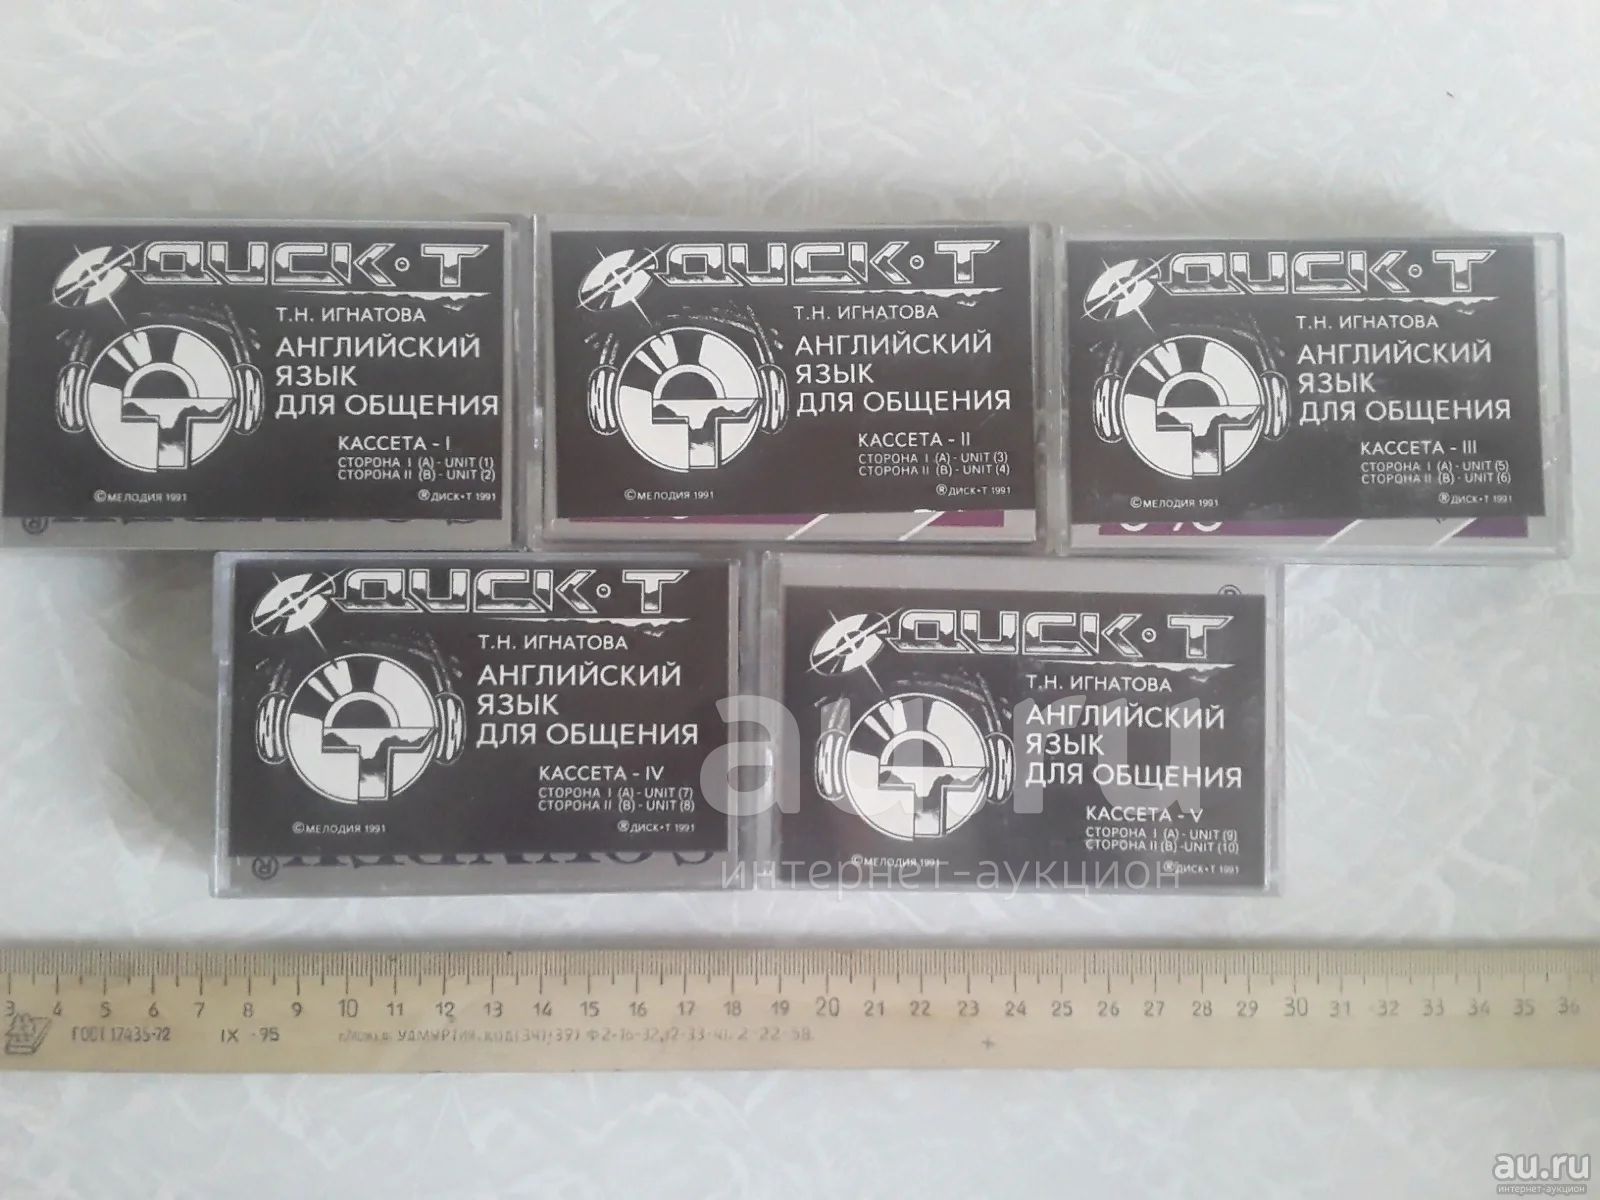 ДИСК·Т
Т.Н. ИГНАТОВА
АНГЛИЙСКИЙ
ЯЗЫК
ДЛЯ ОБЩЕНИЯ
КАССЕТА - I
СТОРОНА I (A) - UNIT (1)
СТОРОНА II (B) - UNIT (2)
©МЕЛОДИЯ 1991
®ДИСК·Т 1991
ДИСК·Т
Т.Н. ИГНАТОВА
АНГЛИЙСКИЙ
ЯЗЫК
ДЛЯ ОБЩЕНИЯ
КАССЕТА - II
СТОРОНА I (A) - UNIT (3)
СТОРОНА II (B) - UNIT (4)
©МЕЛОДИЯ 1991
®ДИСК·Т 1991
ДИСК·Т
Т.Н. ИГНАТОВА
АНГЛИЙСКИЙ
ЯЗЫК
ДЛЯ ОБЩЕНИЯ
КАССЕТА - III
СТОРОНА I (A) - UNIT (5)
СТОРОНА II (B) - UNIT (6)
©МЕЛОДИЯ 1991
®ДИСК·Т 1991
ДИСК·Т
Т.Н. ИГНАТОВА
АНГЛИЙСКИЙ
ЯЗЫК
ДЛЯ ОБЩЕНИЯ
КАССЕТА - IV
СТОРОНА I (A) - UNIT (7)
СТОРОНА II (B) - UNIT (8)
©МЕЛОДИЯ 1991
®ДИСК·Т 1991
ДИСК·Т
Т.Н. ИГНАТОВА
АНГЛИЙСКИЙ
ЯЗЫК
ДЛЯ ОБЩЕНИЯ
КАССЕТА - V
СТОРОНА I (A) - UNIT (9)
СТОРОНА II (B) - UNIT (10)
©МЕЛОДИЯ 1991
®ДИСК·Т 1991
au.ru
интернет-аукцион
3 4 5 6 7 8 9 10 11 12 13 14 15 16 17 18 19 20 21 22 23 24 25 26 27 28 29 30 31 32 33 34 35 36
ГОСТ 17435-72 IX - 95
au.ru
интернет-аукцион